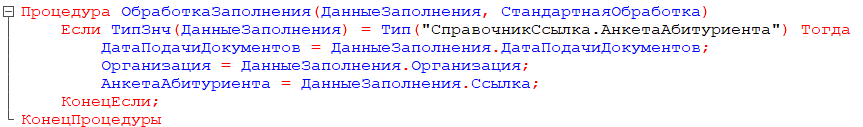 Процедура ОбработкаЗаполнения(ДанныеЗаполнения, СтандартнаяОбработка)
    Если ТипЗнч(ДанныеЗаполнения) = Тип("СправочникСсылка.АнкетаАбитуриента") Тогда
        ДатаПодачиДокументов = ДанныеЗаполнения.ДатаПодачиДокументов;
        Организация = ДанныеЗаполнения.Организация;
        АнкетаАбитуриента = ДанныеЗаполнения.Ссылка;
    КонецЕсли;
КонецПроцедуры